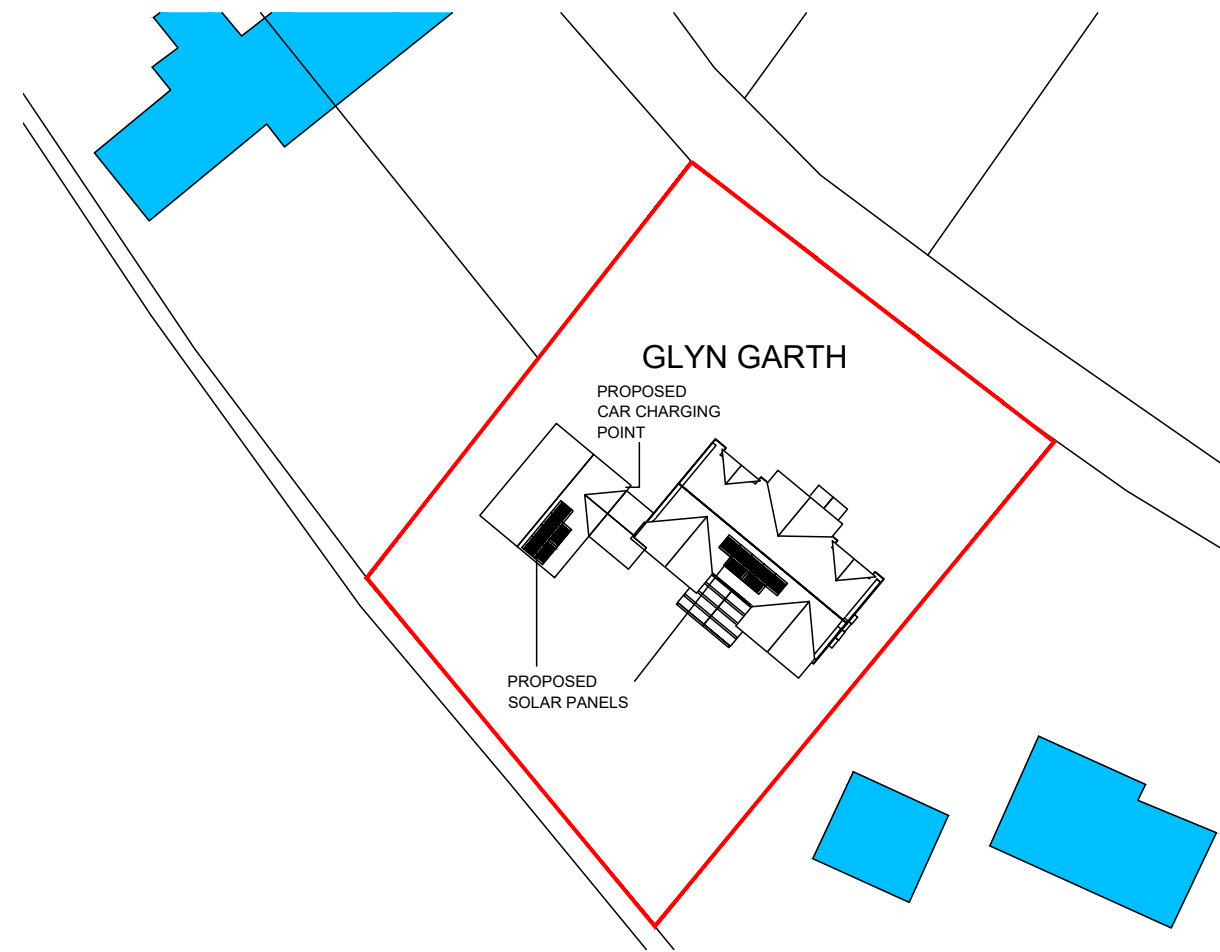 GLYN GARTH
PROPOSED
CAR CHARGING
POINT
PROPOSED
SOLAR PANELS